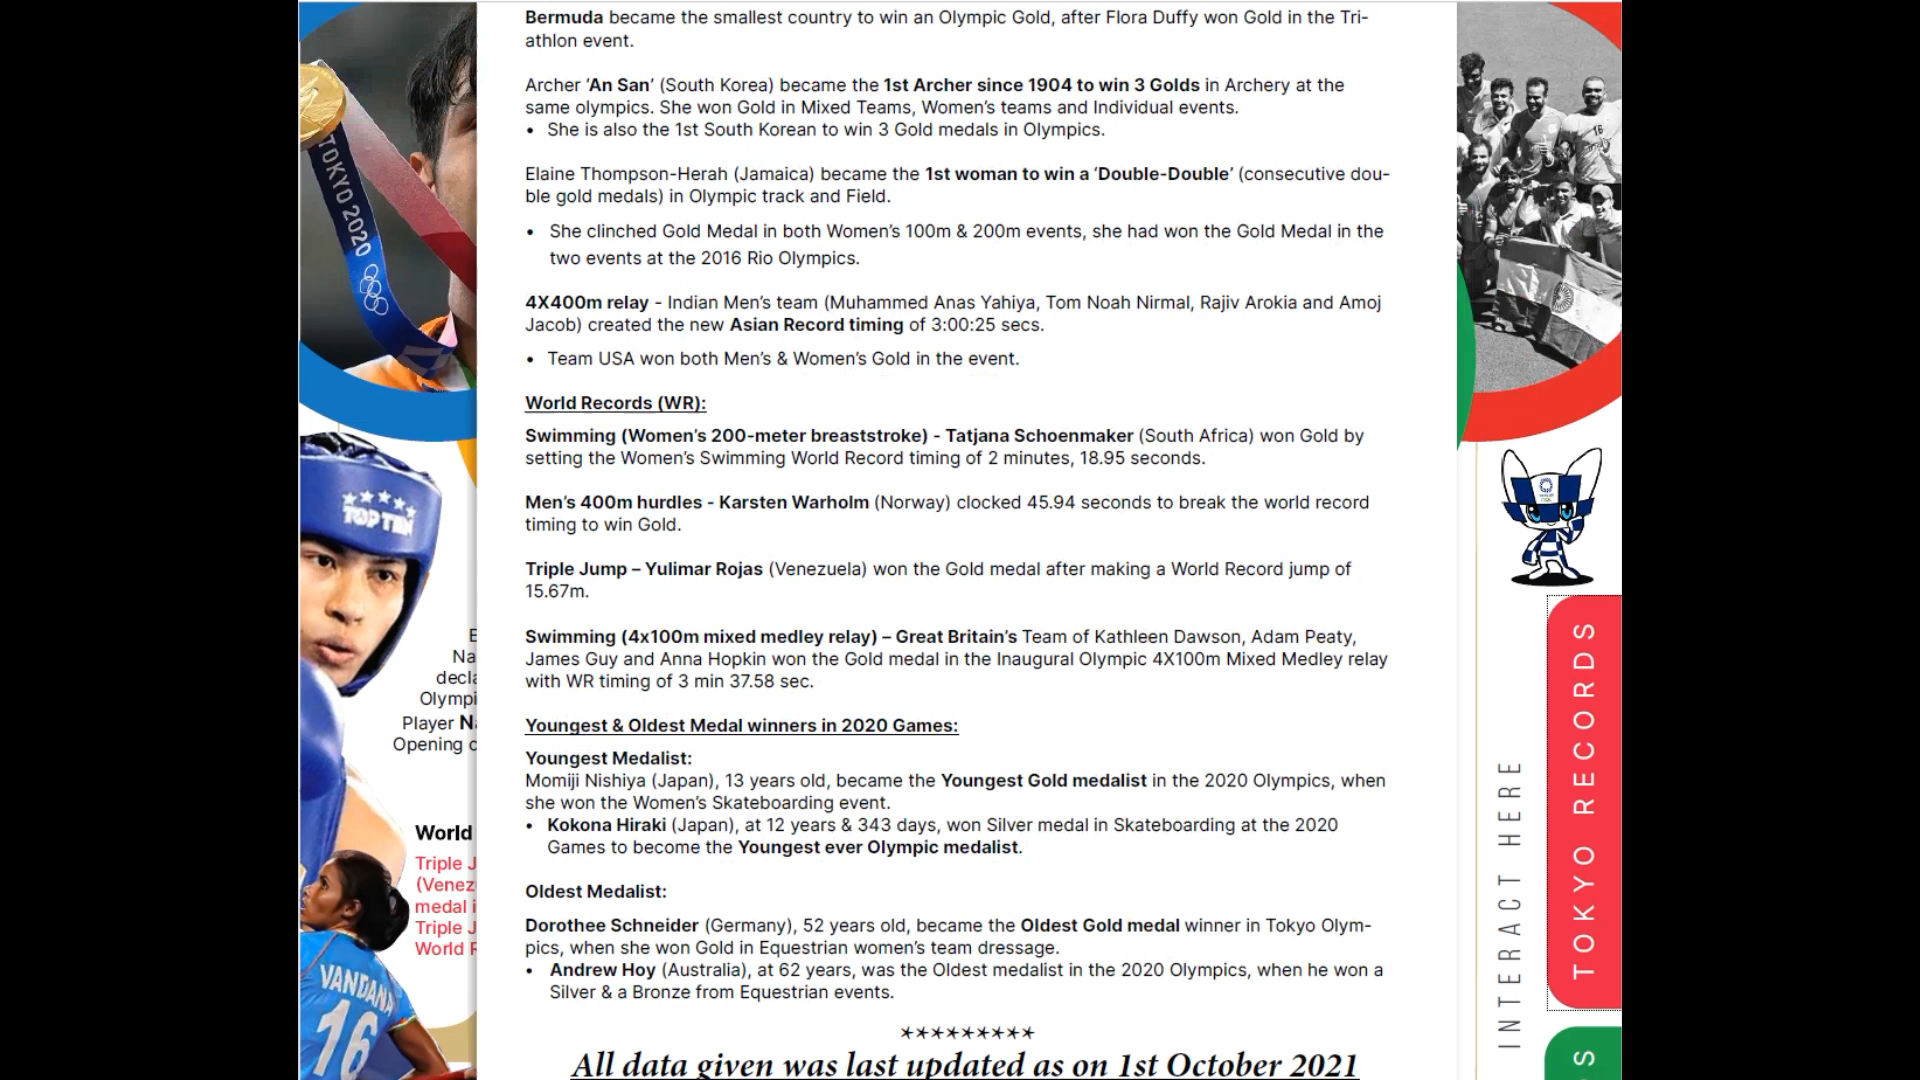 Bermuda became the smallest country to win an Olympic Gold, after Flora Duffy won Gold in the Tri-
athlon event.
Archer ‘An San’ (South Korea) became the 1st Archer since 1904 to win 3 Golds in Archery at the
same olympics. She won Gold in Mixed Teams, Women’s teams and Individual events.
• She is also the 1st South Korean to win 3 Gold medals in Olympics.
Elaine Thompson-Herah (Jamaica) became the 1st woman to win a ‘Double-Double’ (consecutive dou-
ble gold medals) in Olympic track and Field.
• She clinched Gold Medal in both Women’s 100m & 200m events, she had won the Gold Medal in the
two events at the 2016 Rio Olympics.
4X400m relay - Indian Men’s team (Muhammed Anas Yahiya, Tom Noah Nirmal, Rajiv Arokia and Amoj
Jacob) created the new Asian Record timing of 3:00:25 secs.
• Team USA won both Men’s & Women’s Gold in the event.
World Records (WR):
Swimming (Women’s 200-meter breaststroke) - Tatjana Schoenmaker (South Africa) won Gold by
setting the Women’s Swimming World Record timing of 2 minutes, 18.95 seconds.
Men’s 400m hurdles - Karsten Warholm (Norway) clocked 45.94 seconds to break the world record
timing to win Gold.
Triple Jump – Yulimar Rojas (Venezuela) won the Gold medal after making a World Record jump of
15.67m.
Swimming (4x100m mixed medley relay) – Great Britain’s Team of Kathleen Dawson, Adam Peaty,
James Guy and Anna Hopkin won the Gold medal in the Inaugural Olympic 4X100m Mixed Medley relay
with WR timing of 3 min 37.58 sec.
Youngest & Oldest Medal winners in 2020 Games:
Youngest Medalist:
Momiji Nishiya (Japan), 13 years old, became the Youngest Gold medalist in the 2020 Olympics, when
she won the Women’s Skateboarding event.
• Kokona Hiraki (Japan), at 12 years & 343 days, won Silver medal in Skateboarding at the 2020
Games to become the Youngest ever Olympic medalist.
Oldest Medalist:
Dorothee Schneider (Germany), 52 years old, became the Oldest Gold medal winner in Tokyo Olym-
pics, when she won Gold in Equestrian women’s team dressage.
• Andrew Hoy (Australia), at 62 years, was the Oldest medalist in the 2020 Olympics, when he won a
Silver & a Bronze from Equestrian events.
*********
All data given was last updated as on 1st October 2021
TOKYO 2020
TOP TEN
E
Na
decla
Olympi
Player Na
Opening c
World
Triple J
(Venez
medal i
Triple J
World R
VANDANA
16
16
INTERACT HERE
TOKYO RECORDS
S